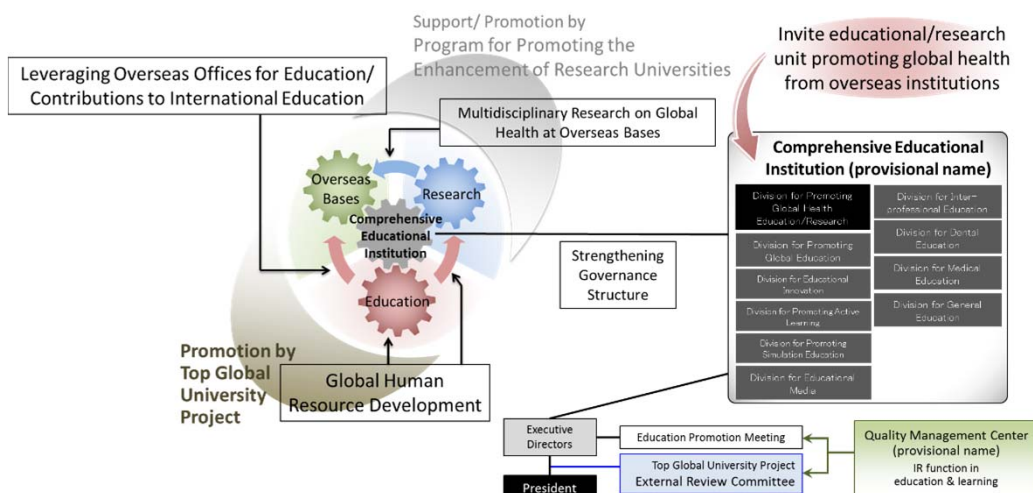 Support/ Promotion by
Program for Promoting the
Enhancement of Research Universities
Invite educational/research
unit promoting global health
from overseas institutions
Leveraging Overseas Offices for Education/
Contributions to International Education
Multidisciplinary Research on Global
Health at Overseas Bases
Overseas
Bases
Research
Comprehensive
Educational
Institution
Education
Strengthening
Governance
Structure
Comprehensive Educational
Institution (provisional name)
Division for Promoting
Global Health
Education/Research
Division for Promoting
Global Education
Division for Educational
Innovation
Division for Promoting Active
Learning
Division for Promoting
Simulation Education
Division for Educational
Media
Division for Inter-
professional Education
Division for Dental
Education
Division for Medical
Education
Division for General
Education
Promotion by
Top Global
University
Project
Global Human
Resource Development
Executive
Directors
President
Education Promotion Meeting
Top Global University Project
External Review Committee
Quality Management Center
(provisional name)
IR function in
education & learning